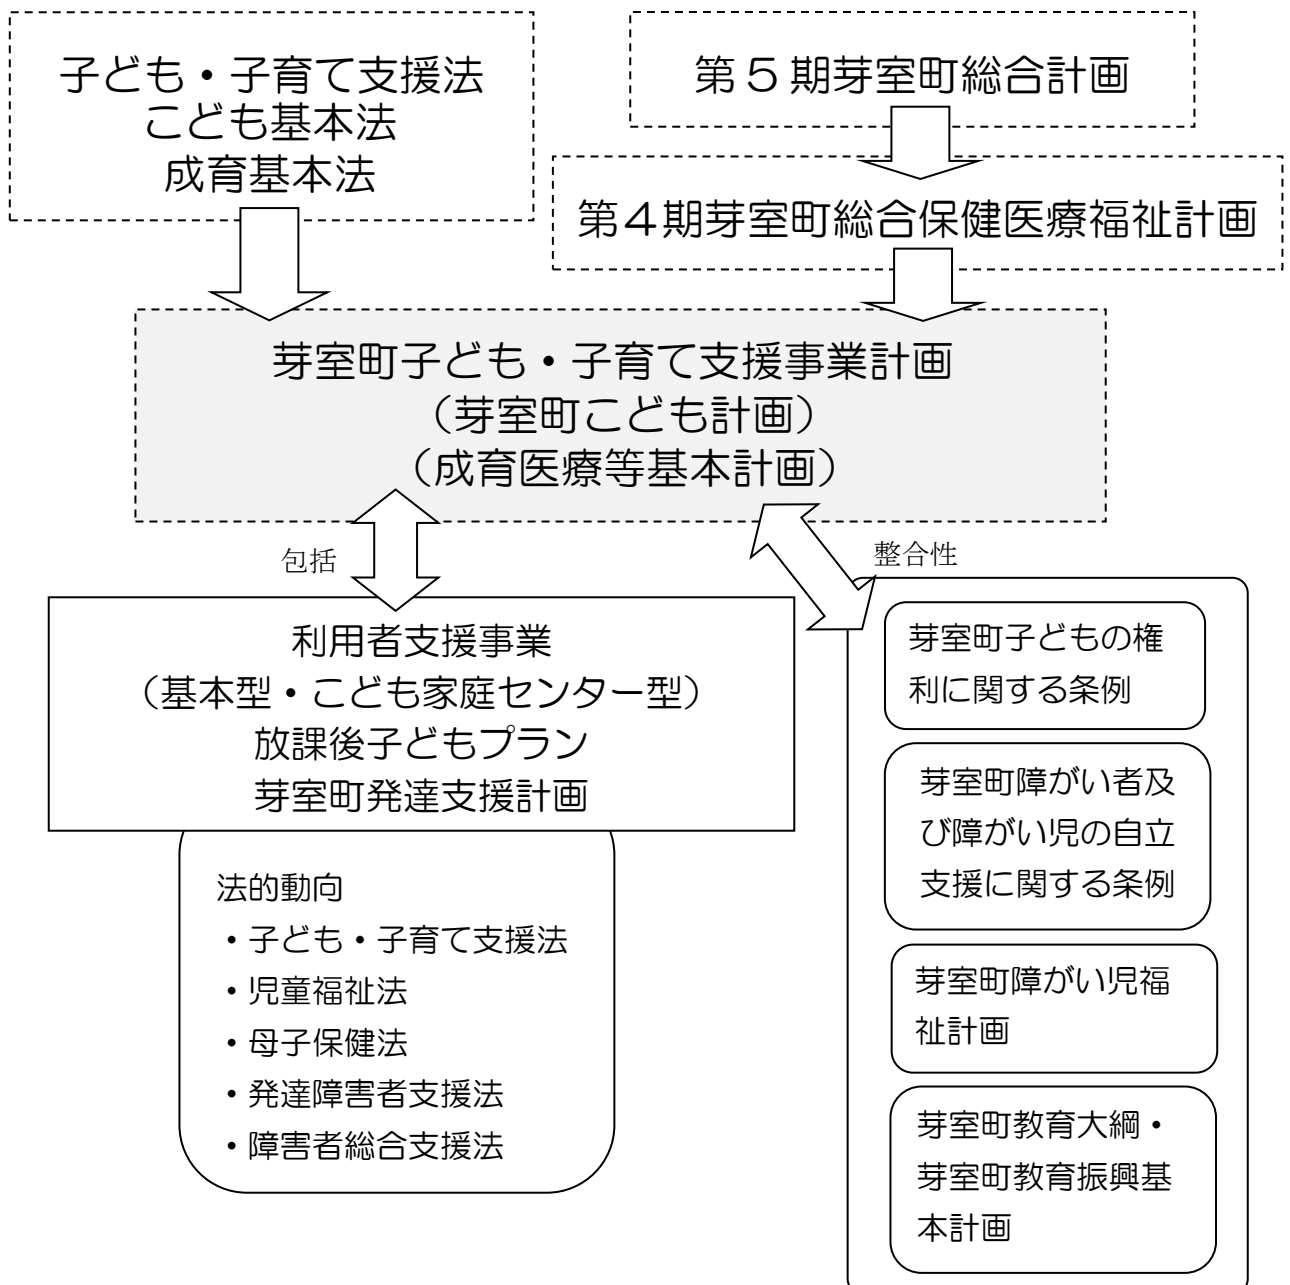 子ども・子育て支援法
こども基本法
成育基本法
第５期芽室町総合計画
第４期芽室町総合保健医療福祉計画
芽室町子ども・子育て支援事業計画
（芽室町こども計画）
（成育医療等基本計画）
包括
整合性
利用者支援事業
（基本型・こども家庭センター型）
放課後子どもプラン
芽室町発達支援計画
法的動向
・子ども・子育て支援法
・児童福祉法
・母子保健法
・発達障害者支援法
・障害者総合支援法
芽室町子どもの権
利に関する条例
芽室町障がい者及
び障がい児の自立
支援に関する条例
芽室町障がい児福
祉計画
芽室町教育大綱・
芽室町教育振興基
本計画